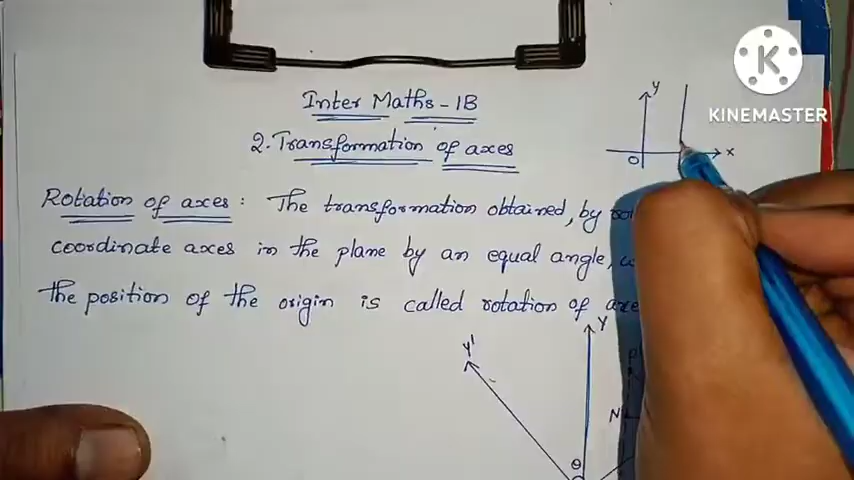 Inter Maths - 1B
2. Transformation of axes
Rotation of axes : The transformation obtained, by
coordinate axes in the plane by an equal angle,
the position of the origin is called rotation of
y
O
x
K
KINEMASTER
Y
y'
N
θ